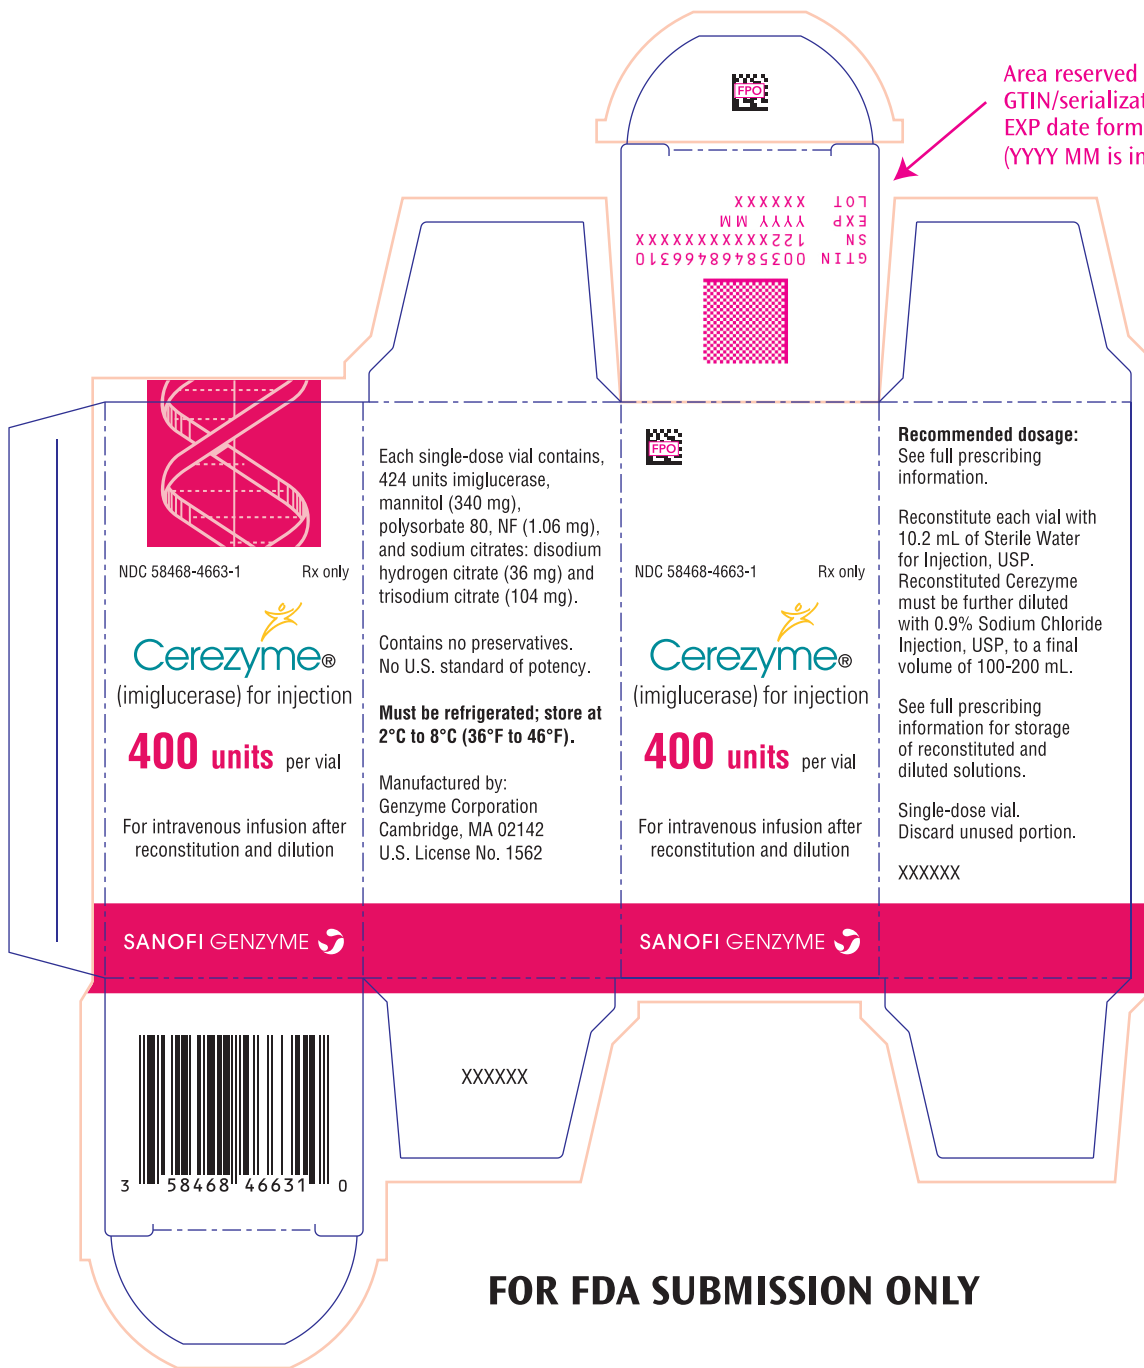 FPO
Area reserved
GTIN/serializat
EXP date form
(YYYY MM is in
GTIN 00358468466310
SN 122XXXXXXXXXXX
EXP YYYY MM
LOT XXXXXX
NDC 58468-4663-1 Rx only
Cerezyme®
(imiglucerase) for injection
400 units per vial
For intravenous infusion after
reconstitution and dilution
SANOFI GENZYME
Each single-dose vial contains,
424 units imiglucerase,
mannitol (340 mg),
polysorbate 80, NF (1.06 mg),
and sodium citrates: disodium
hydrogen citrate (36 mg) and
trisodium citrate (104 mg).
Contains no preservatives.
No U.S. standard of potency.
Must be refrigerated; store at
2°C to 8°C (36°F to 46°F).
Manufactured by:
Genzyme Corporation
Cambridge, MA 02142
U.S. License No. 1562
FPO
NDC 58468-4663-1 Rx only
Cerezyme®
(imiglucerase) for injection
400 units per vial
For intravenous infusion after
reconstitution and dilution
SANOFI GENZYME
Recommended dosage:
See full prescribing
information.
Reconstitute each vial with
10.2 mL of Sterile Water
for Injection, USP.
Reconstituted Cerezyme
must be further diluted
with 0.9% Sodium Chloride
Injection, USP, to a final
volume of 100-200 mL.
See full prescribing
information for storage
of reconstituted and
diluted solutions.
Single-dose vial.
Discard unused portion.
XXXXXX
3 58468 46631 0
XXXXXX
FOR FDA SUBMISSION ONLY